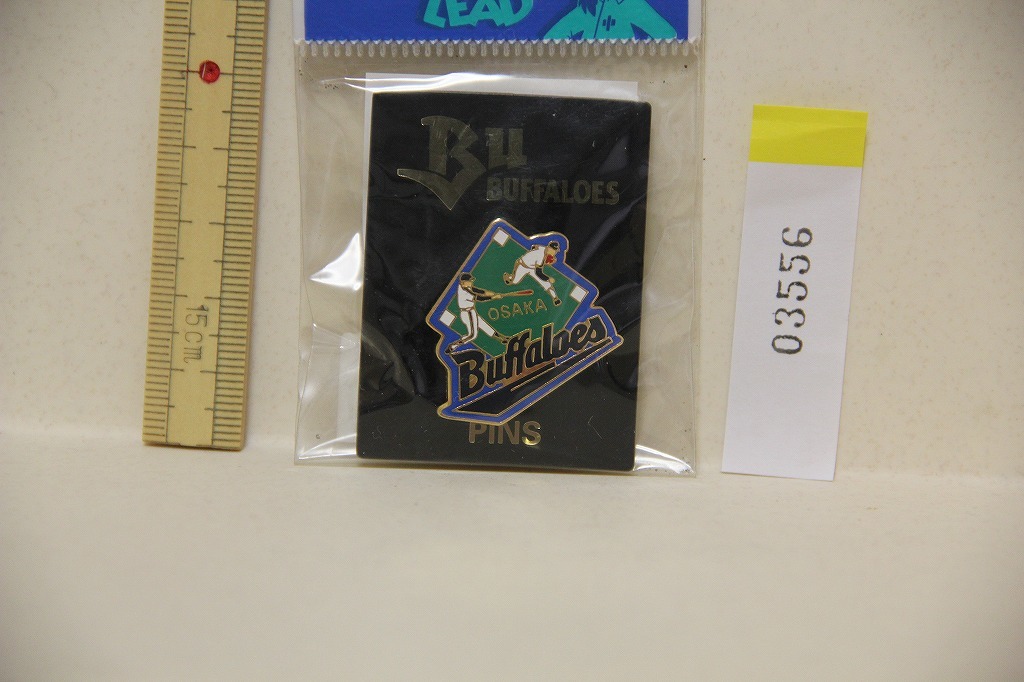 LEAD
Bu
BUFFALOES
OSAKA
Buffaloes
PINS
15cm
03556